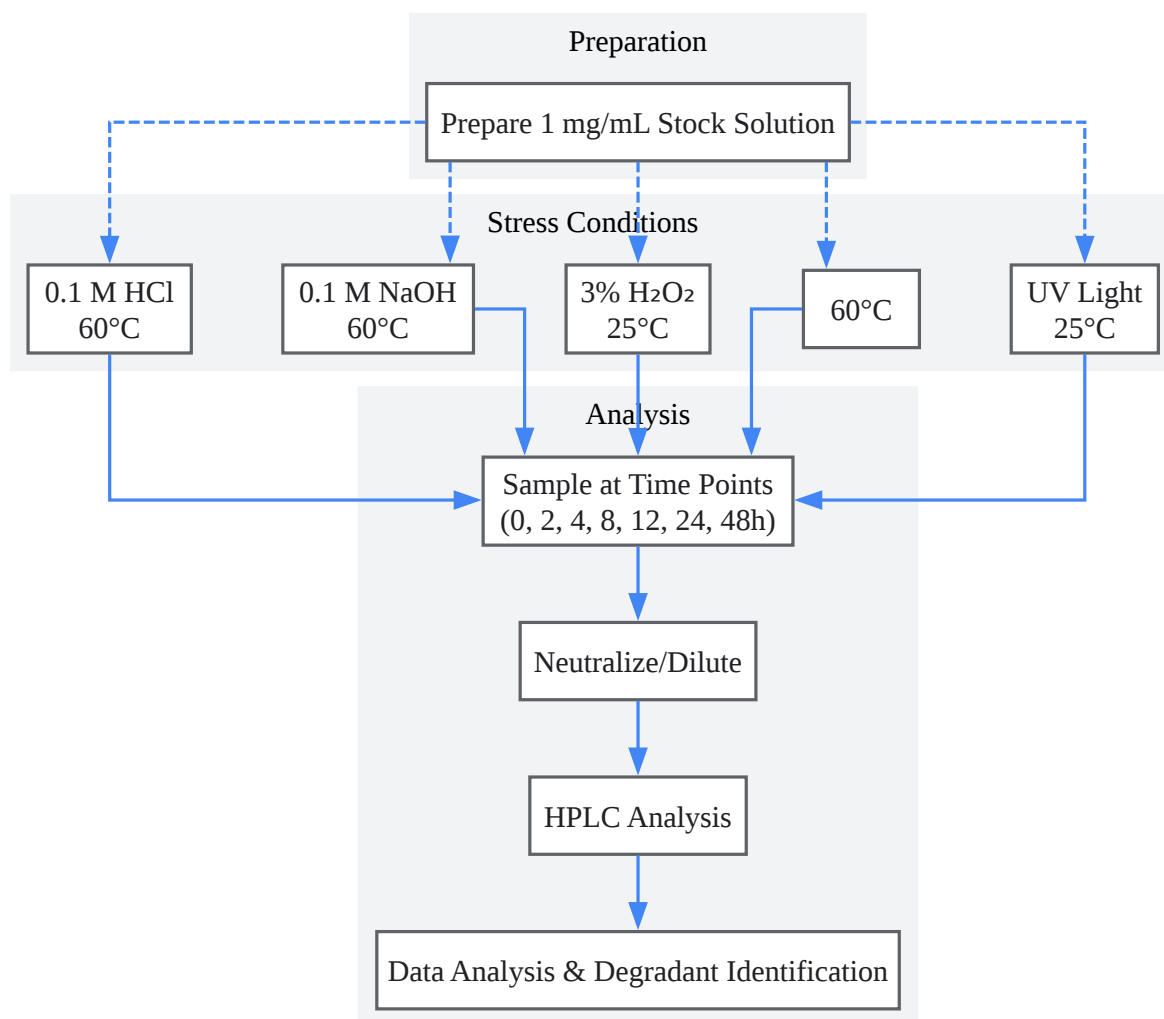 Preparation
Prepare 1 mg/mL Stock Solution
Stress Conditions
0.1 M HCl
60°C
0.1 M NaOH
60°C
3% H₂O₂
25°C
60°C
UV Light
25°C
Analysis
Sample at Time Points
(0, 2, 4, 8, 12, 24, 48h)
Neutralize/Dilute
HPLC Analysis
Data Analysis & Degradant Identification